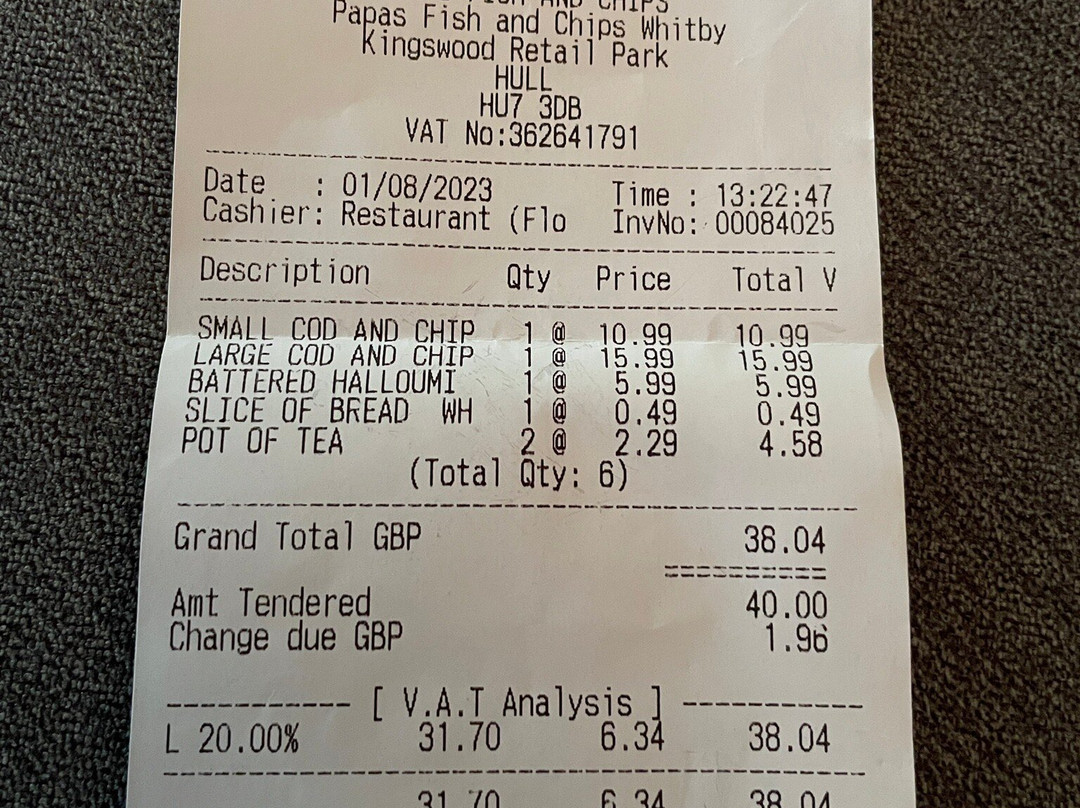 FISH AND CHIPS
Papas Fish and Chips Whitby
Kingswood Retail Park
HULL
HU7 3DB
VAT No:362641791
Date : 01/08/2023 Time : 13:22:47
Cashier: Restaurant (Flo InvNo: 00084025
Description Qty Price Total V
SMALL COD AND CHIP 1 @ 10.99 10.99
LARGE COD AND CHIP 1 @ 15.99 15.99
BATTERED HALLOUMI 1 @ 5.99 5.99
SLICE OF BREAD WH 1 @ 0.49 0.49
POT OF TEA 2 @ 2.29 4.58
(Total Qty: 6)
Grand Total GBP 38.04
Amt Tendered 40.00
Change due GBP 1.96
[ V.A.T Analysis ]
L 20.00% 31.70 6.34 38.04
31.70 6.34 38.04